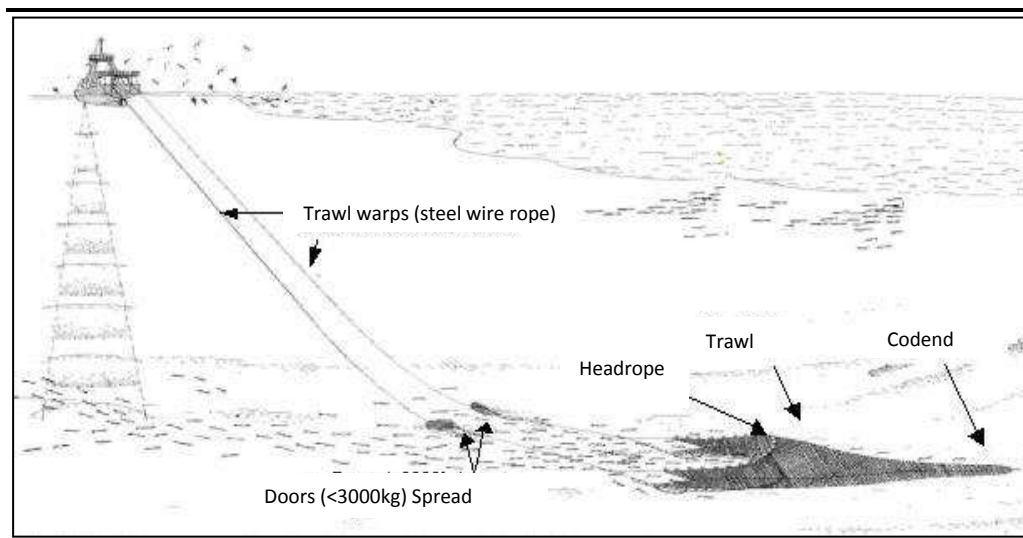 Trawl warps (steel wire rope)
Trawl
Codend
Headrope
Doors (<3000kg) Spread